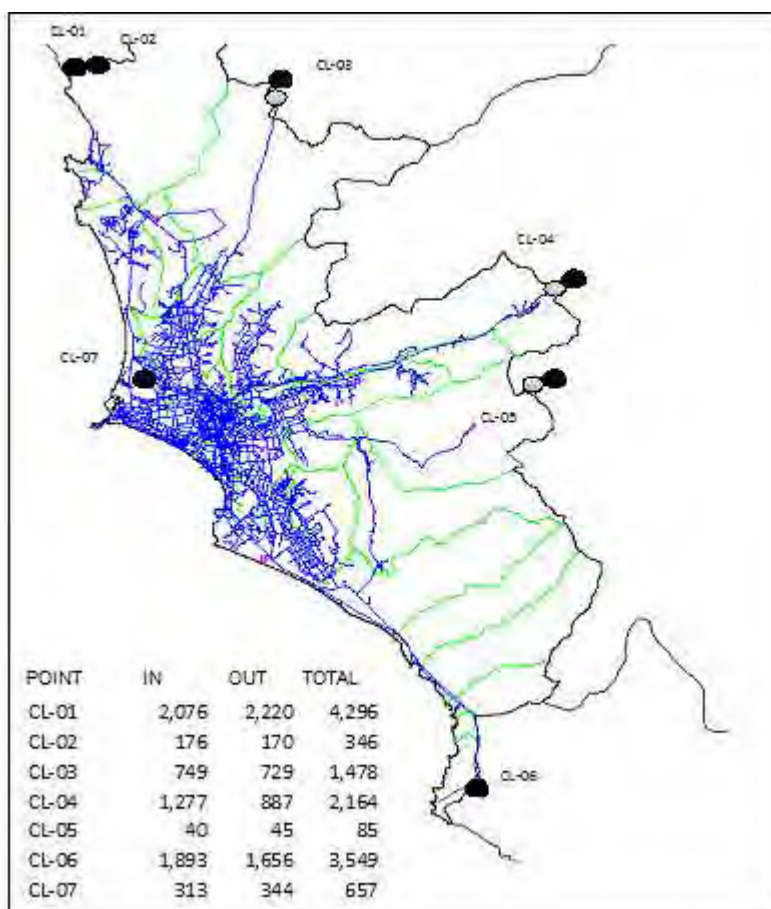 CL-01
CL-02
CL-03
CL-04
CL-07
CL-05
CL-06
POINT IN OUT TOTAL
CL-01 2,076 2,220 4,296
CL-02 176 170 346
CL-03 749 729 1,478
CL-04 1,277 887 2,164
CL-05 40 45 85
CL-06 1,893 1,656 3,549
CL-07 313 344 657